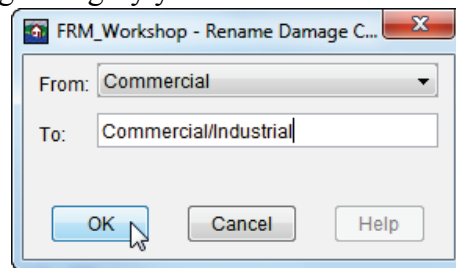 FRM_Workshop - Rename Damage C...
From: Commercial
To: Commercial/Industrial
OK Cancel Help